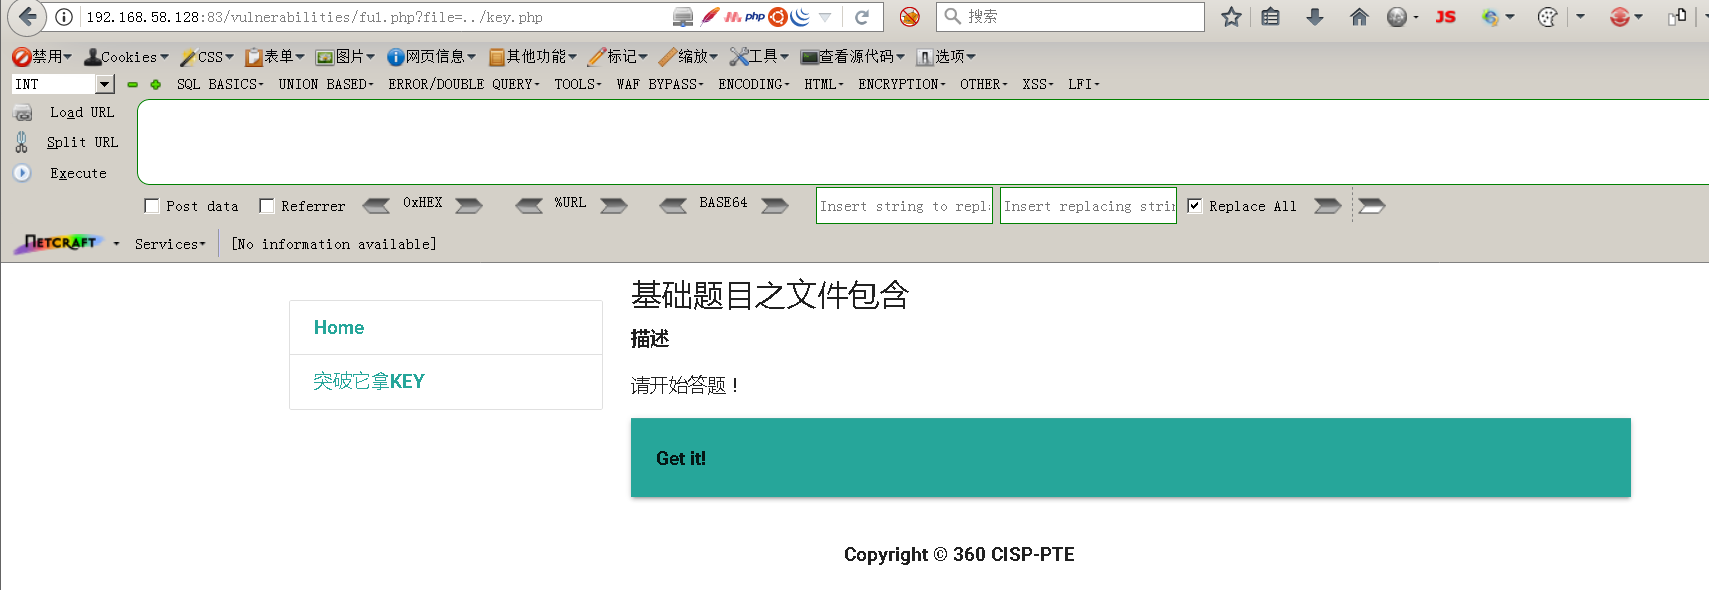 192.168.58.128:83/vulnerabilities/fu1.php?file=../key.php php 搜索 JS
禁用 Cookies CSS 表单 图片 网页信息 其他功能 标记 缩放 工具 查看源代码 选项
INT SQL BASICS UNION BASED ERROR/DOUBLE QUERY TOOLS WAF BYPASS ENCODING HTML ENCRYPTION OTHER XSS LFI
Load URL
Split URL
Execute
Post data Referrer 0xHEX %URL BASE64 Insert string to repl Insert replacing strin Replace All
NETCRAFT Services [No information available]
基础题目之文件包含
Home
描述
突破它拿KEY
请开始答题！
Get it!
Copyright © 360 CISP-PTE